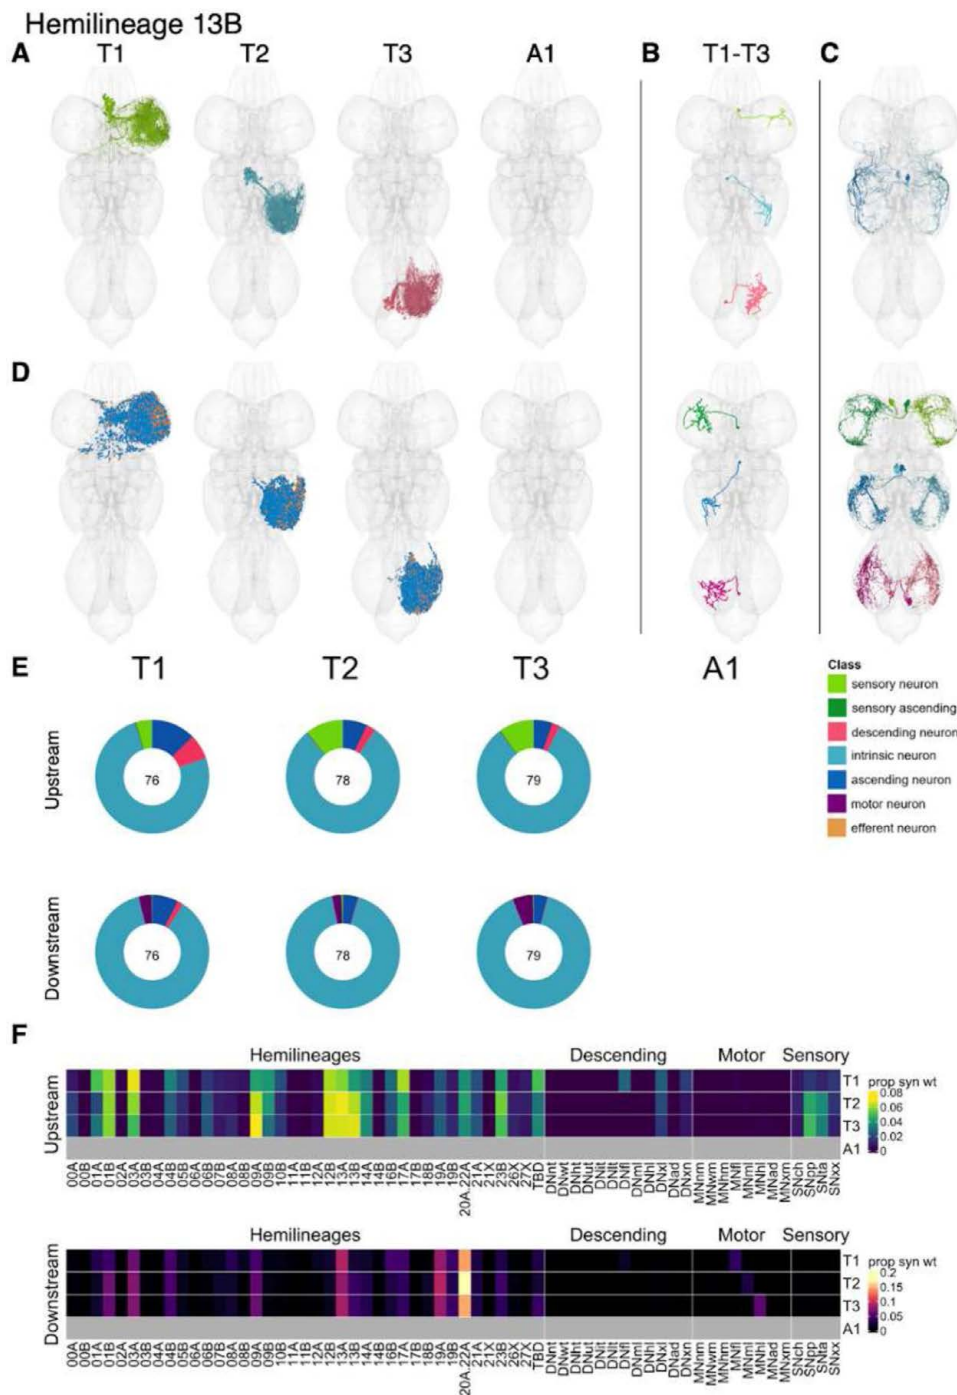 Hemilineage 13B
A T1 T2 T3 A1 B T1-T3 C
D
E T1 T2 T3 A1
Class
sensory neuron
sensory ascending
descending neuron
intrinsic neuron
ascending neuron
motor neuron
efferent neuron
Upstream
76 78 79
Downstream
76 78 79
F
Hemilineages Descending Motor Sensory
Upstream
T1
T2
T3
A1
prop syn wt
0.08
0.06
0.04
0.02
0
00A 00B 01A 01B 02A 03A 03B 04B 05B 06A 06B 07B 08A 08B 09A 09B 10B 11A 11B 12A 12B 13A 13B 14A 14B 16B 17A 17B 18B 19A 19B 20A.22A 21A 21X 23B 26X 27X TBD DNnt DNwt DNht DNut DNit DNlt DNfl DNml DNhl DNxl DNad DNxn MNnm MNwm MNhm MNfl MNml MNhl MNad MNxm SNch SNpp SNta SNxx
Hemilineages Descending Motor Sensory
Downstream
T1
T2
T3
A1
prop syn wt
0.2
0.15
0.1
0.05
0
00A 00B 01A 01B 02A 03A 03B 04B 05B 06A 06B 07B 08A 08B 09A 09B 10B 11A 11B 12A 12B 13A 13B 14A 14B 16B 17A 17B 18B 19A 19B 20A.22A 21A 21X 23B 26X 27X TBD DNnt DNwt DNht DNut DNit DNlt DNfl DNml DNhl DNxl DNad DNxn MNnm MNwm MNhm MNfl MNml MNhl MNad MNxm SNch SNpp SNta SNxx